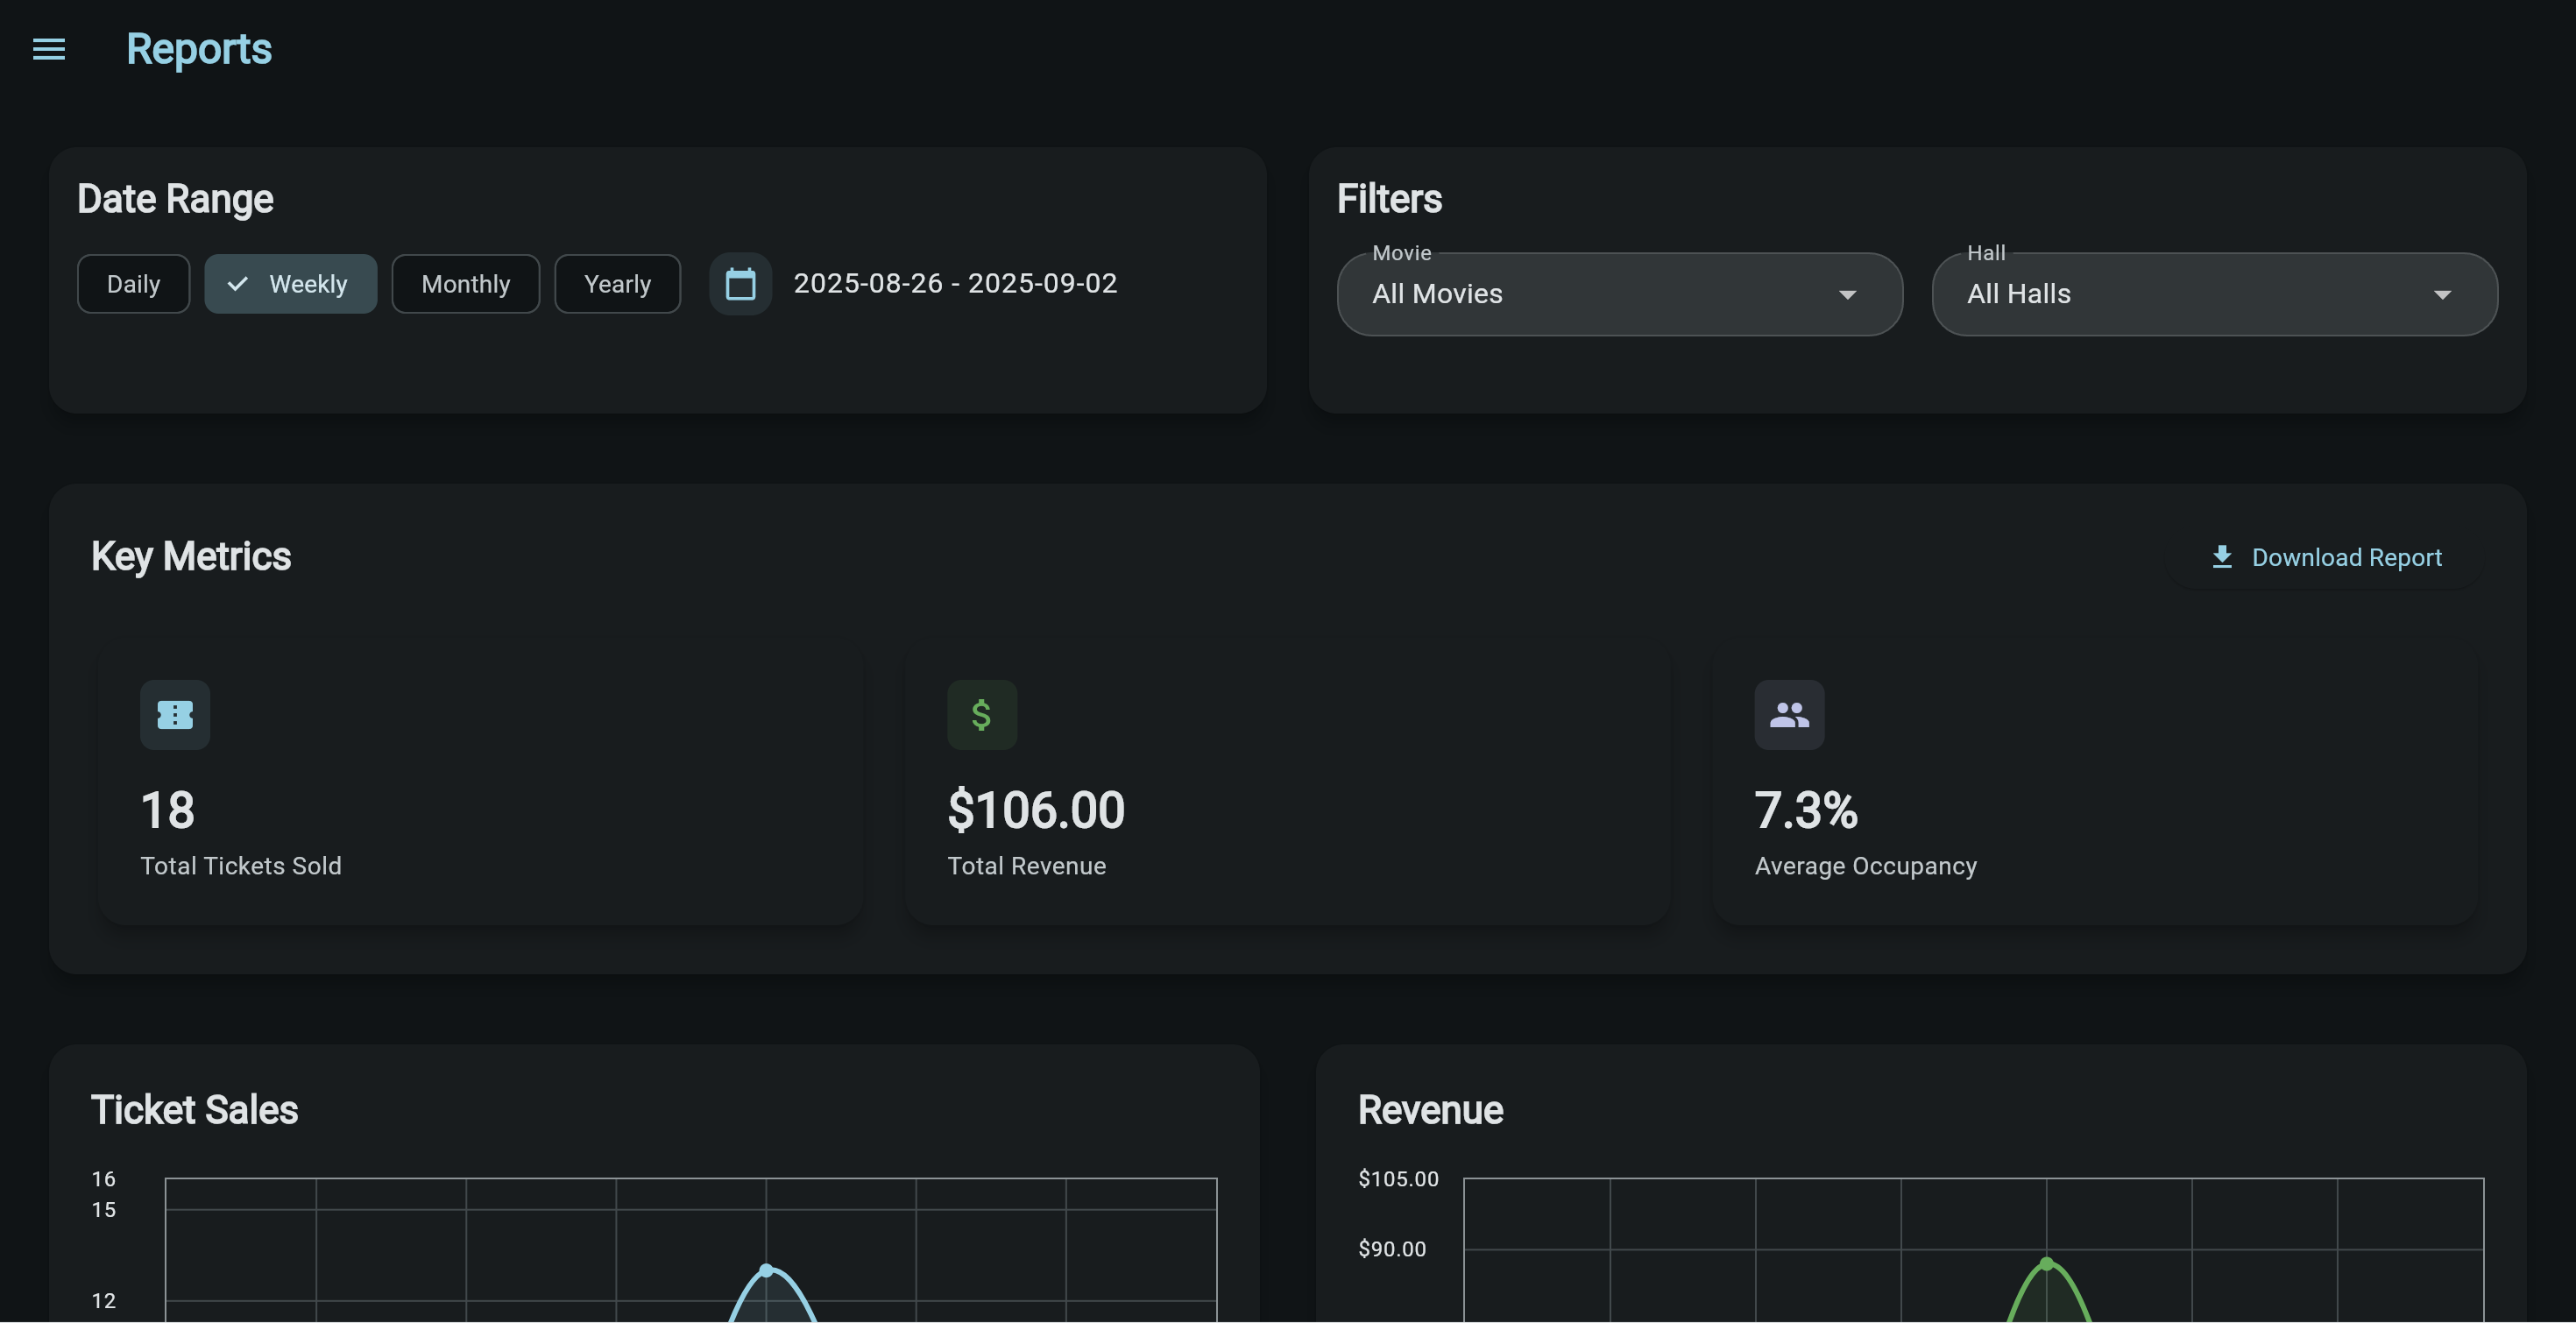 Reports
Date Range
Daily
Weekly
Monthly
Yearly
2025-08-26 - 2025-09-02
Filters
Movie
All Movies
Hall
All Halls
Key Metrics
Download Report
18
Total Tickets Sold
$106.00
Total Revenue
7.3%
Average Occupancy
Ticket Sales
16
15
12
Revenue
$105.00
$90.00